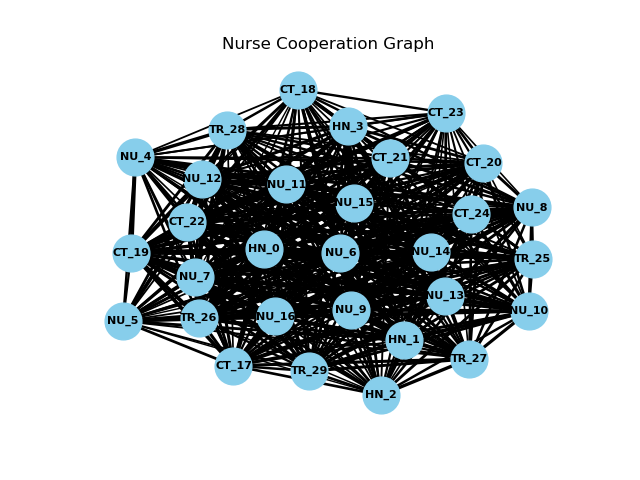 Nurse Cooperation Graph
CT_18
CT_23
HN_3
TR_28
NU_4
CT_21
CT_20
NU_12
NU_11
NU_15
NU_8
CT_24
CT_22
HN_0
NU_6
NU_14
CT_19
TR_25
NU_7
NU_13
NU_9
NU_10
NU_16
TR_26
NU_5
HN_1
TR_27
CT_17
TR_29
HN_2